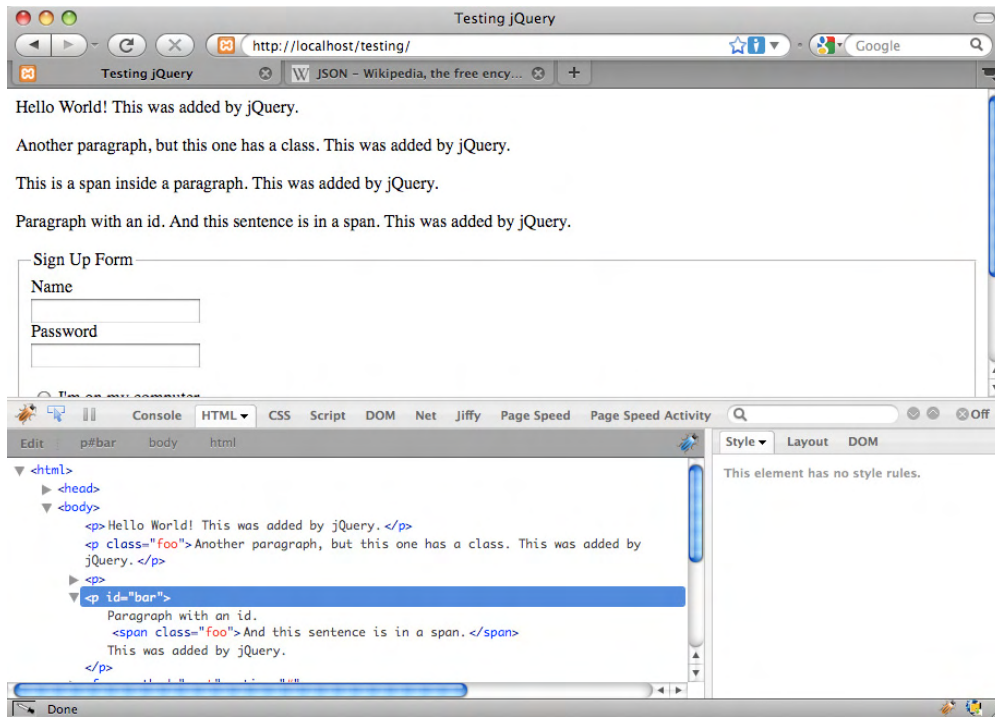 Testing jQuery
http://localhost/testing/
Google
Testing jQuery
W JSON – Wikipedia, the free ency...
+
Hello World! This was added by jQuery.
Another paragraph, but this one has a class. This was added by jQuery.
This is a span inside a paragraph. This was added by jQuery.
Paragraph with an id. And this sentence is in a span. This was added by jQuery.
Sign Up Form
Name
Password
I'm on my computer
Console HTML CSS Script DOM Net Jiffy Page Speed Page Speed Activity Off
Edit p#bar body html
Style Layout DOM
This element has no style rules.
<html>
<head>
<body>
<p>Hello World! This was added by jQuery.</p>
<p class="foo">Another paragraph, but this one has a class. This was added by
jQuery.</p>
<p>
<p id="bar">
Paragraph with an id.
<span class="foo">And this sentence is in a span.</span>
This was added by jQuery.
</p>
Done